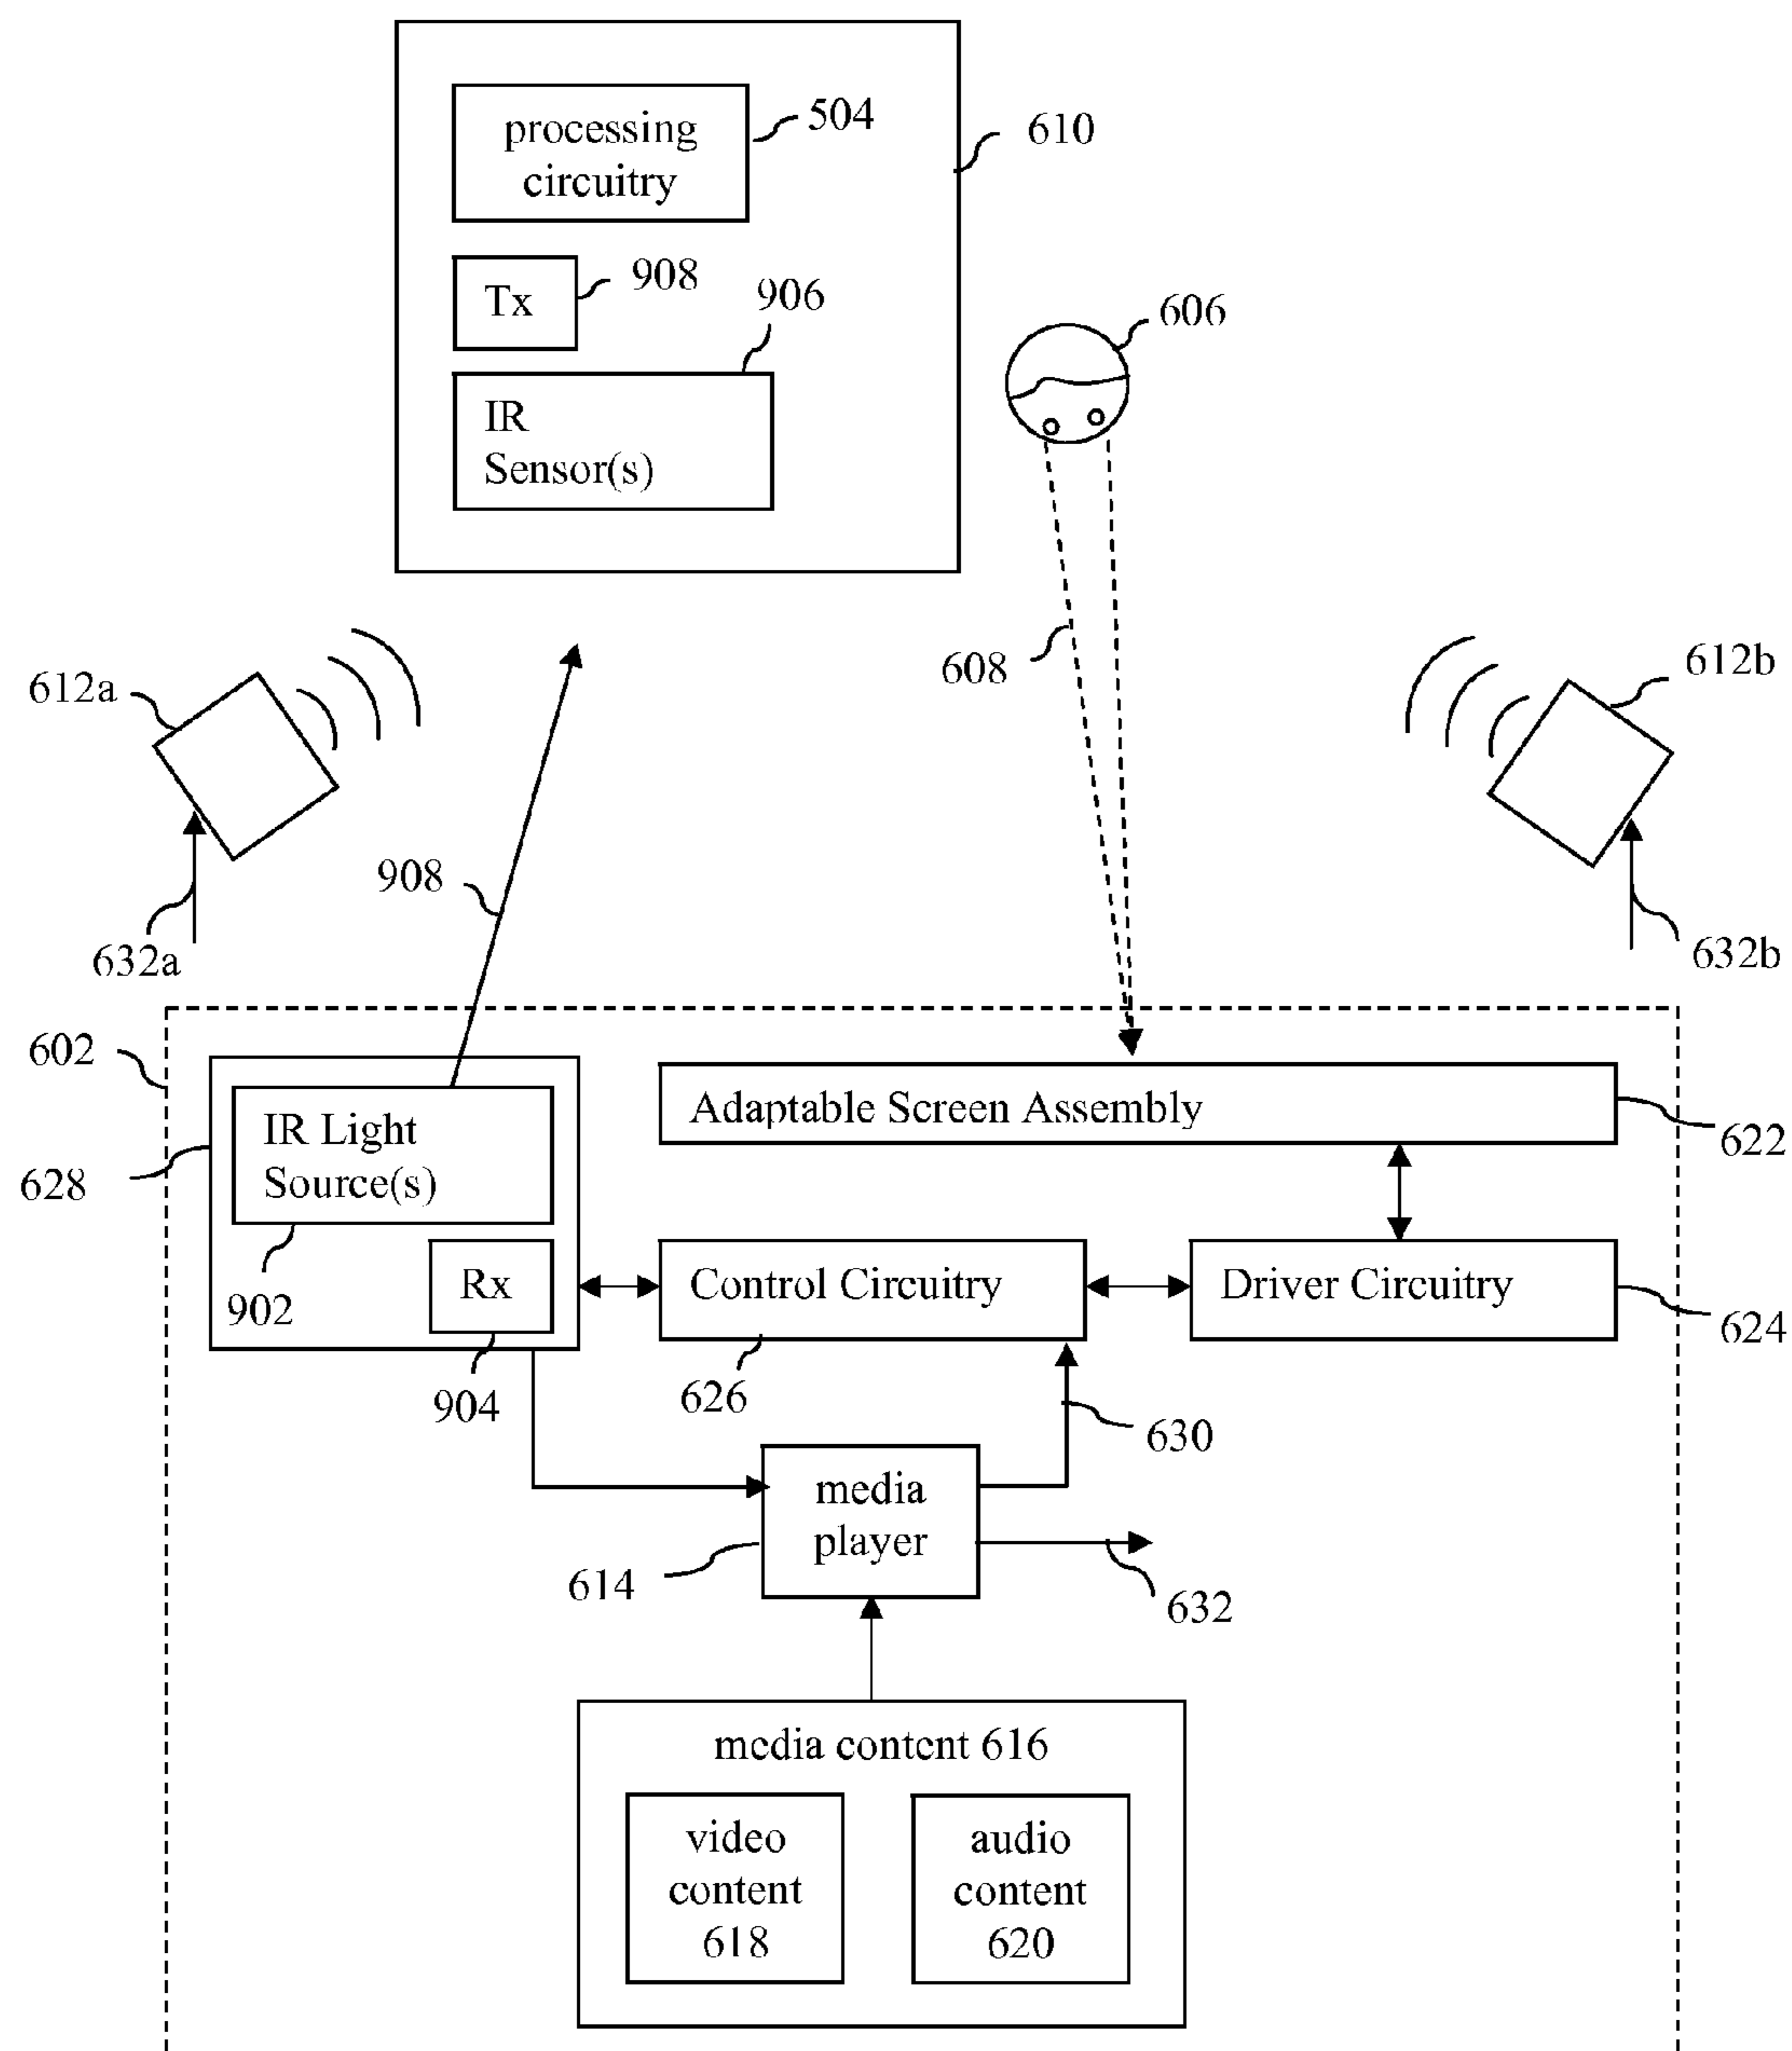 processing
circuitry
504
610
Tx
908
906
IR
Sensor(s)
606
608
612a
612b
908
632a
632b
602
IR Light
Source(s)
628
902
Rx
904
Adaptable Screen Assembly
622
Control Circuitry
626
Driver Circuitry
624
630
media
player
614
632
media content 616
video
content
618
audio
content
620